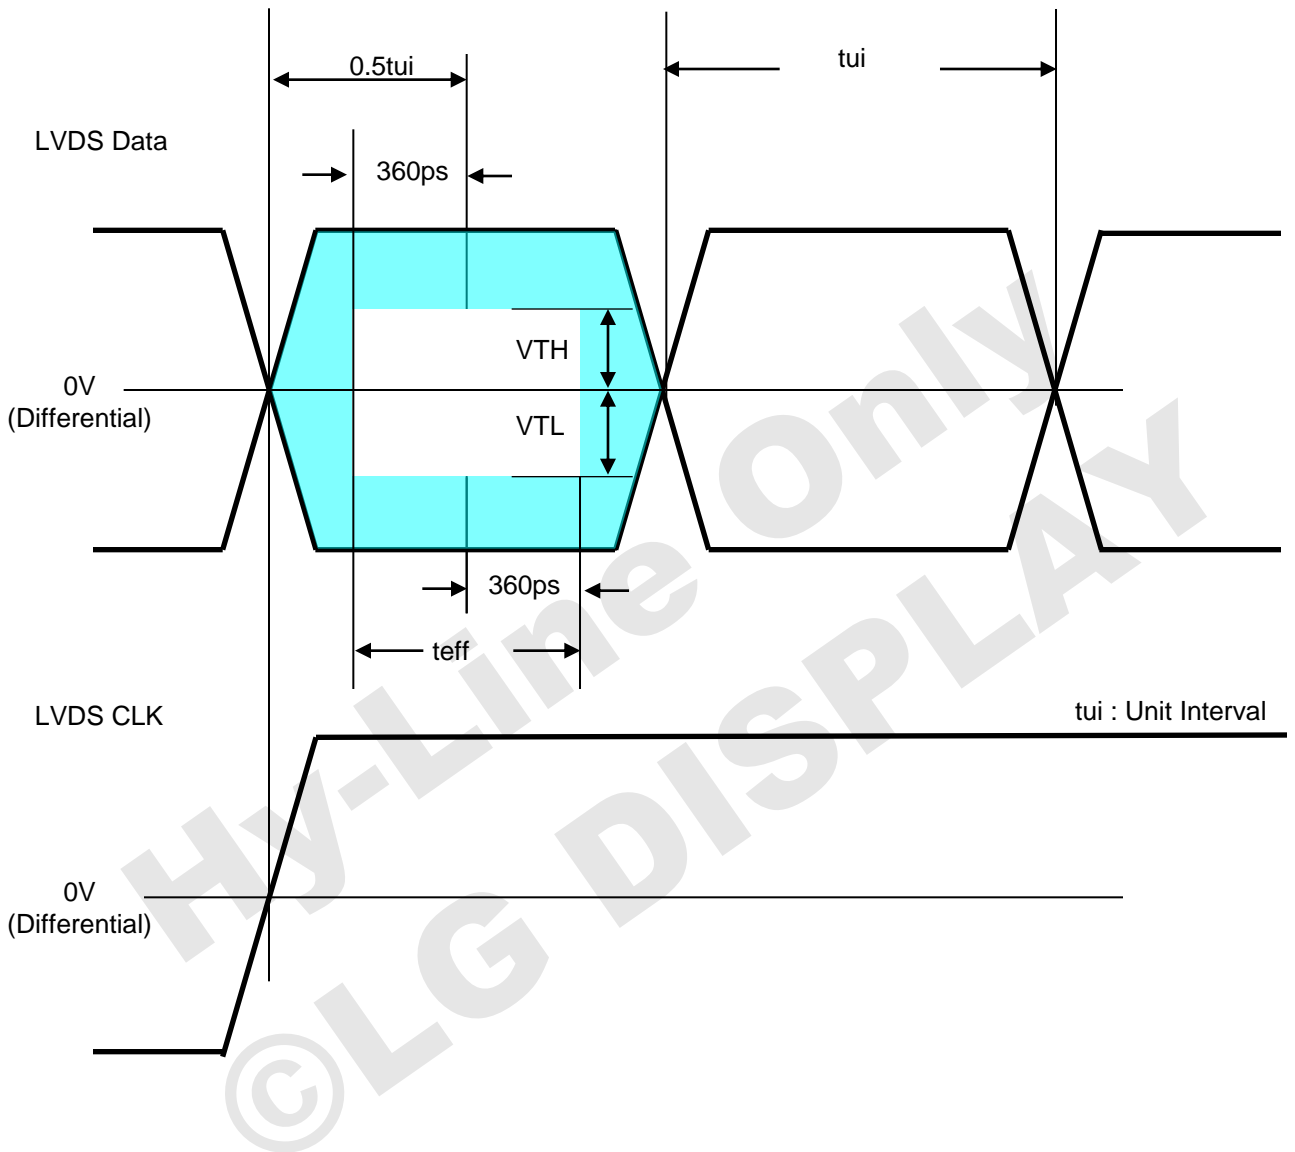 0.5tui
tui
LVDS Data
360ps
VTH
0V
(Differential)
VTL
360ps
teff
LVDS CLK
tui : Unit Interval
0V
(Differential)
Hy-Line Only
©LG DISPLAY